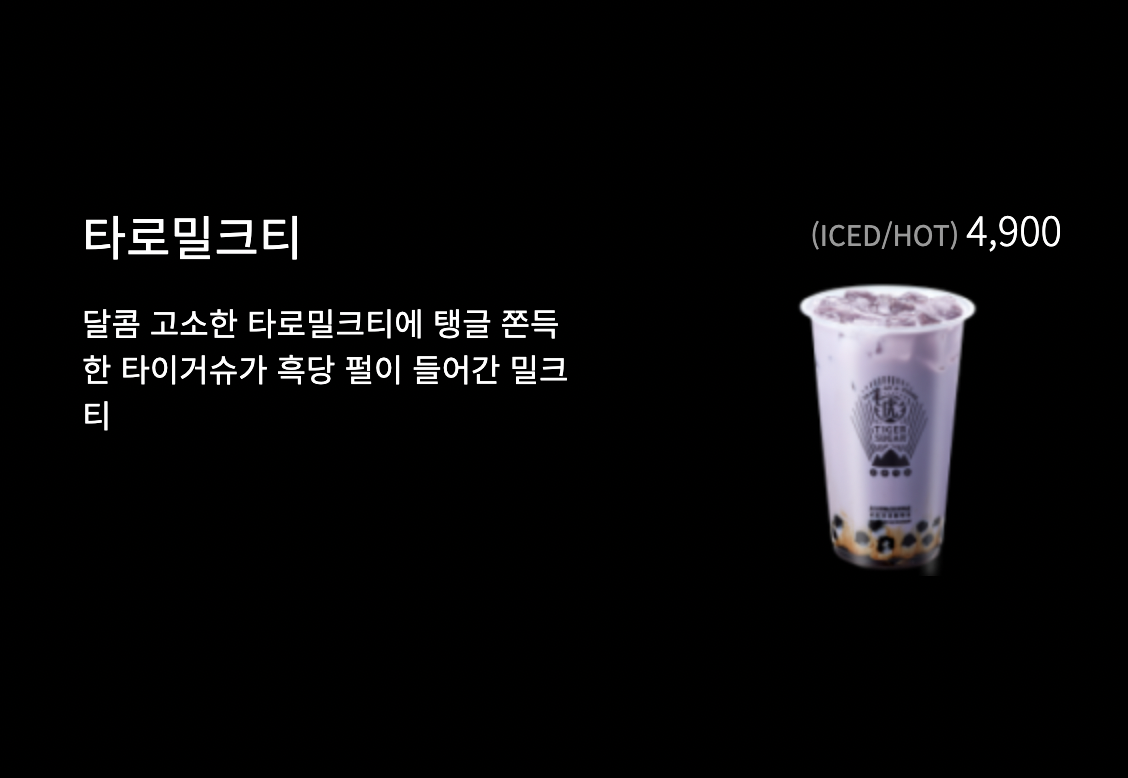 타로밀크티
(ICED/HOT) 4,900
달콤 고소한 타로밀크티에 탱글 쫀득
한 타이거슈가 흑당 펄이 들어간 밀크
티
TIGER
SUGAR